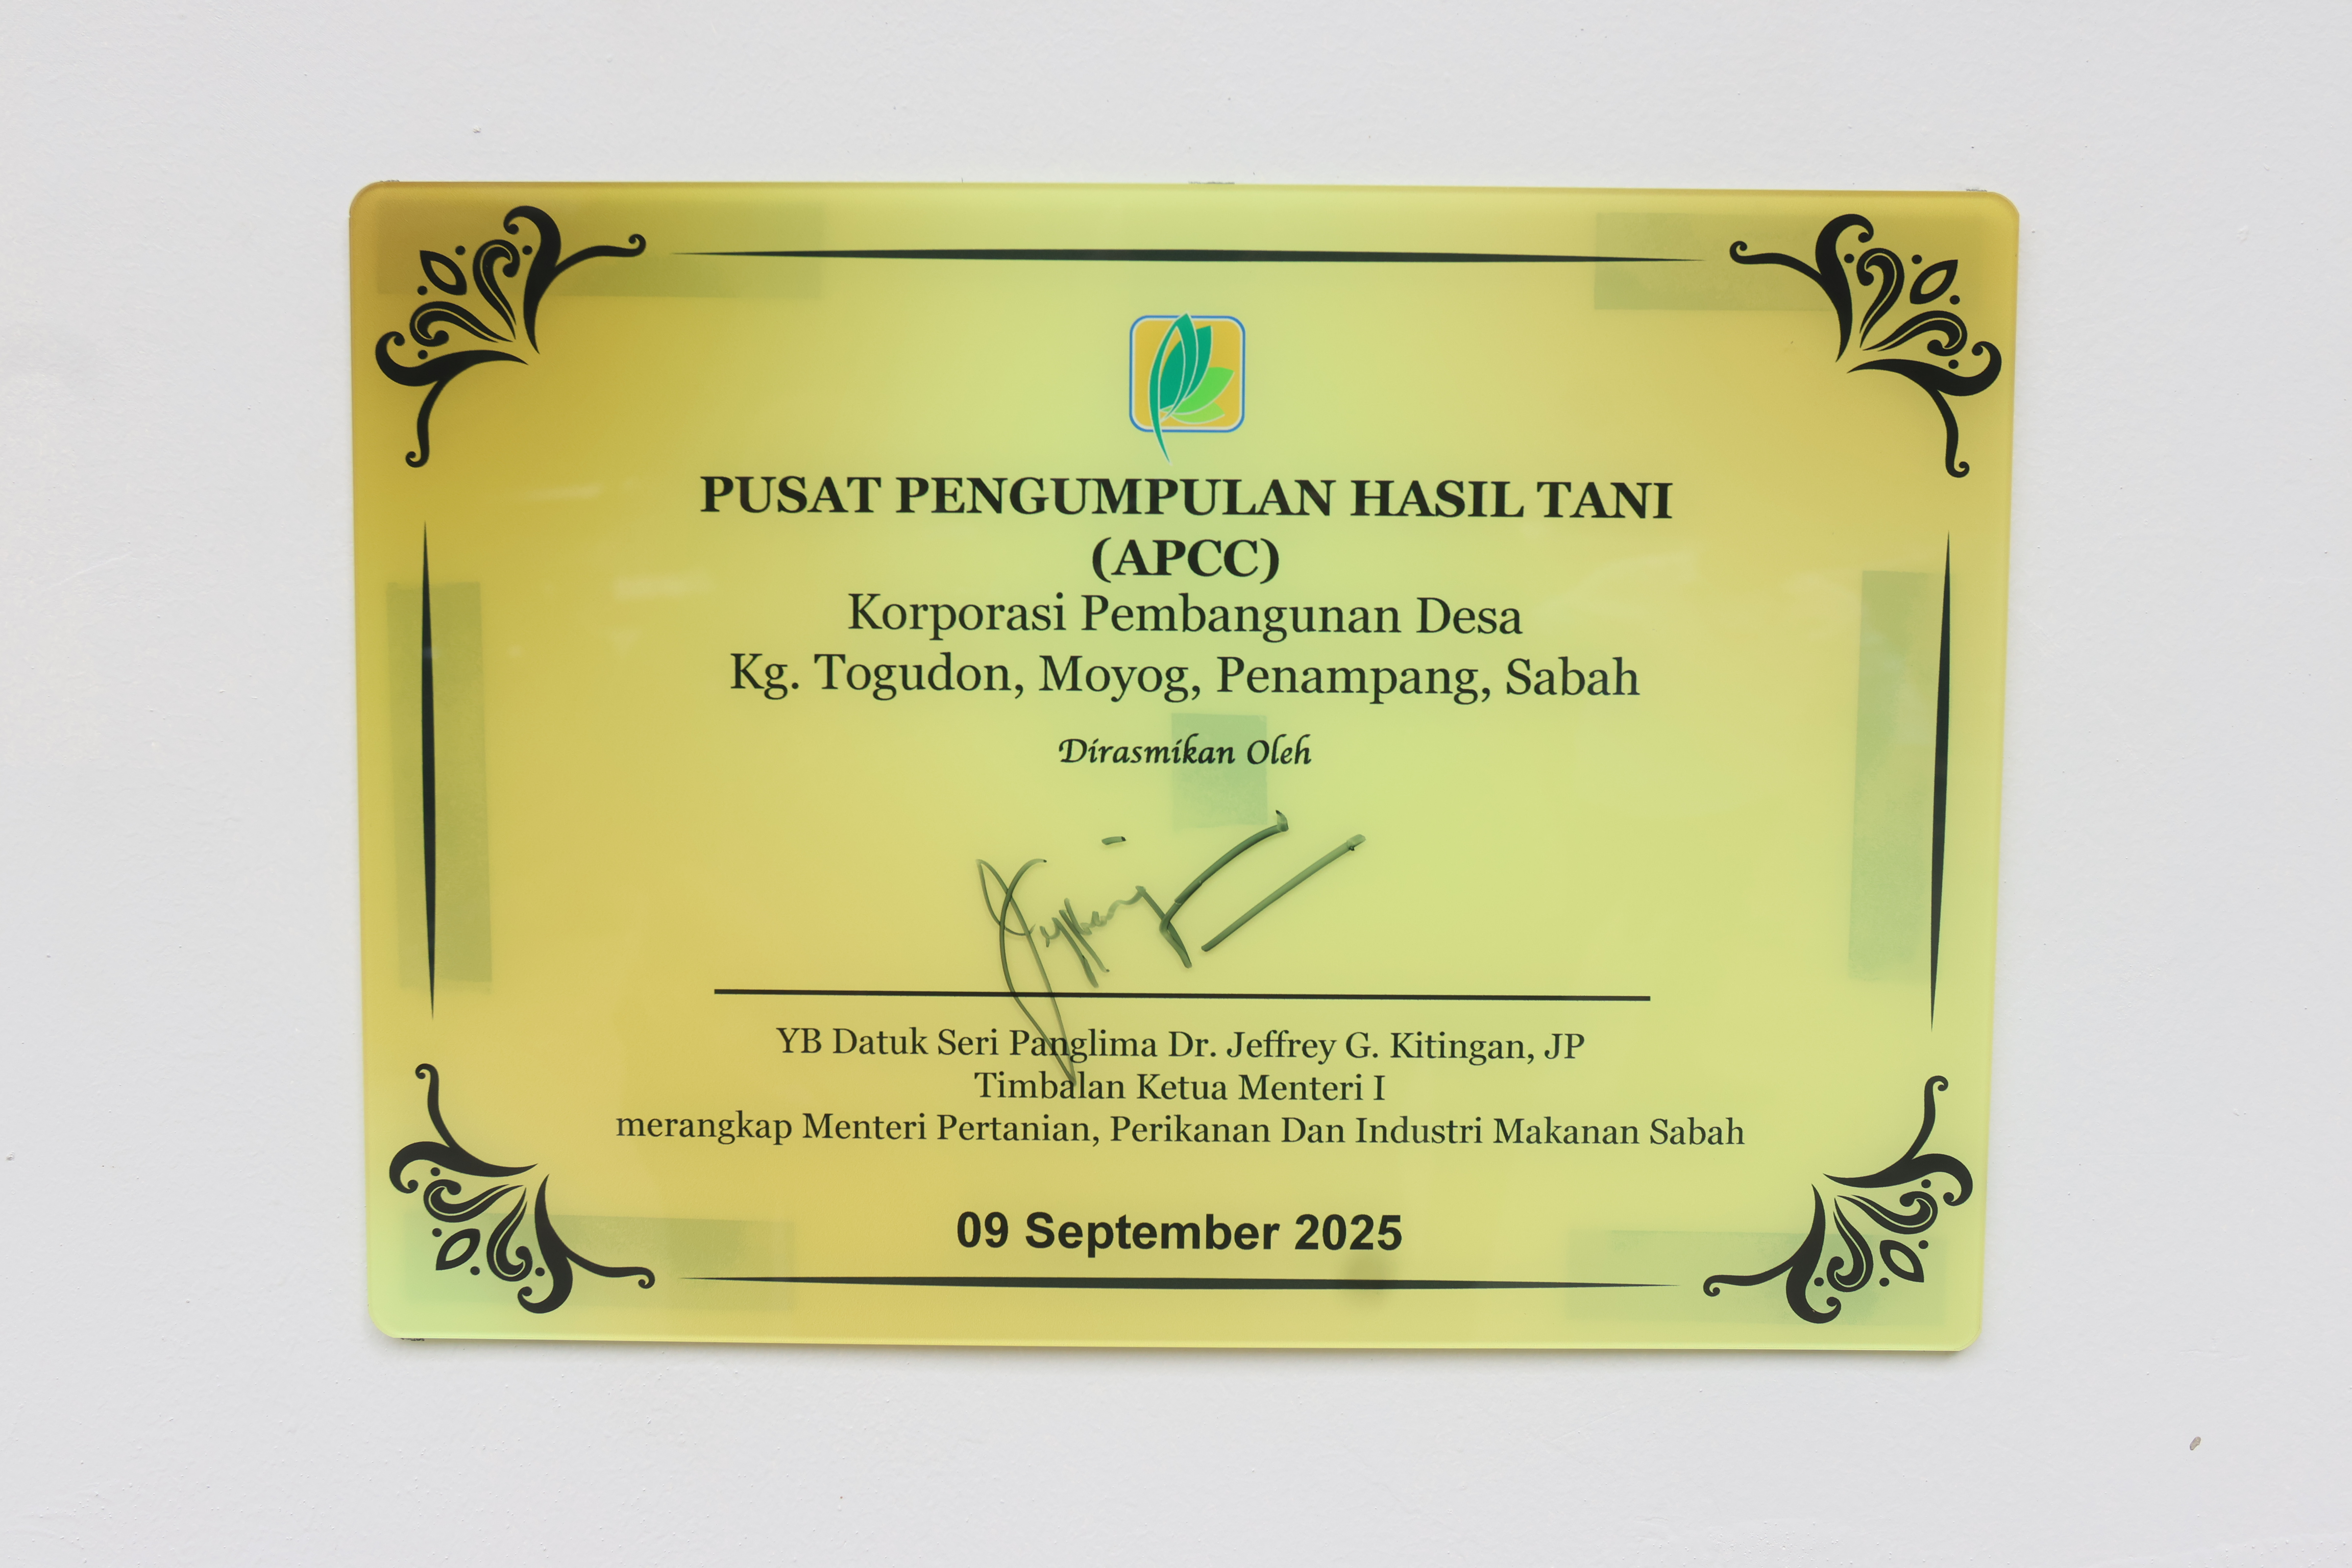 PUSAT PENGUMPULAN HASIL TANI
(APCC)
Korporasi Pembangunan Desa
Kg. Togudon, Moyog, Penampang, Sabah
Dirasmikan Oleh
YB Datuk Seri Panglima Dr. Jeffrey G. Kitingan, JP
Timbalan Ketua Menteri I
merangkap Menteri Pertanian, Perikanan Dan Industri Makanan Sabah
09 September 2025